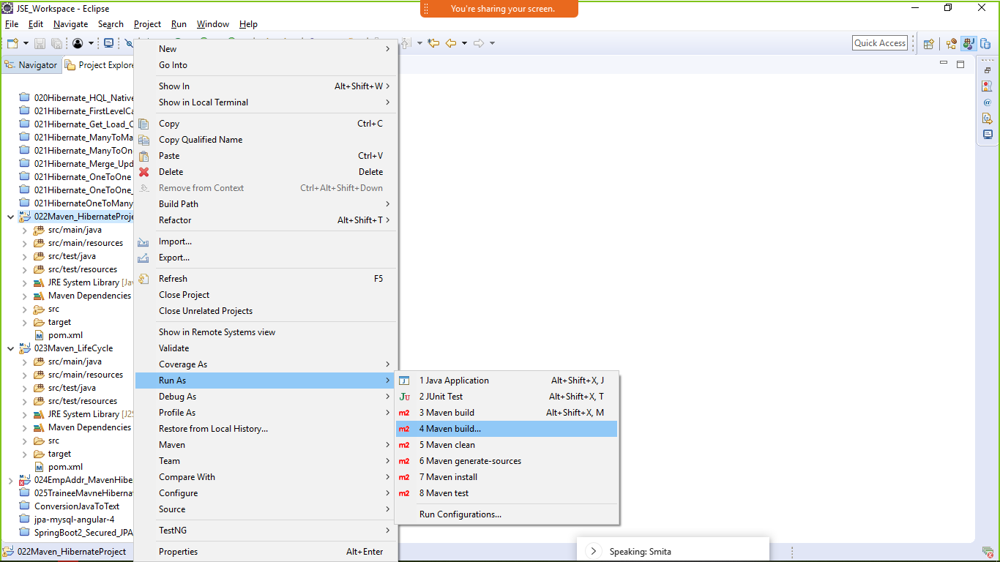 JSE_Workspace - Eclipse
You're sharing your screen.
File Edit Navigate Search Project Run Window Help
Quick Access
Navigator
Project Explore
020Hibernate_HQL_Native
021Hibernate_FirstLevelCa
021Hibernate_Get_Load_C
021Hibernate_ManyToMa
021Hibernate_ManyToOn
021Hibernate_Merge_Upd
021Hibernate_OneToOne
021Hibernate_OneToOne_
021HibernateOneToMany
022Maven_HibernateProje
src/main/java
src/main/resources
src/test/java
src/test/resources
JRE System Library [Jav
Maven Dependencies
src
target
pom.xml
023Maven_LifeCycle
src/main/java
src/main/resources
src/test/java
src/test/resources
JRE System Library [J2S
Maven Dependencies
src
target
pom.xml
024EmpAddr_MavenHibe
025TraineeMavneHibernat
ConversionJavaToText
jpa-mysql-angular-4
SpringBoot2_Secured_JPA
022Maven_HibernateProject
New
Go Into
Show In Alt+Shift+W
Show in Local Terminal
Copy Ctrl+C
Copy Qualified Name
Paste Ctrl+V
Delete Delete
Remove from Context Ctrl+Alt+Shift+Down
Build Path
Refactor Alt+Shift+T
Import...
Export...
Refresh F5
Close Project
Close Unrelated Projects
Show in Remote Systems view
Validate
Coverage As
Run As
Debug As
Profile As
Restore from Local History...
Maven
Team
Compare With
Configure
Source
TestNG
Properties Alt+Enter
1 Java Application Alt+Shift+X, J
JU 2 JUnit Test Alt+Shift+X, T
m2 3 Maven build Alt+Shift+X, M
m2 4 Maven build...
m2 5 Maven clean
m2 6 Maven generate-sources
m2 7 Maven install
m2 8 Maven test
Run Configurations...
Speaking: Smita